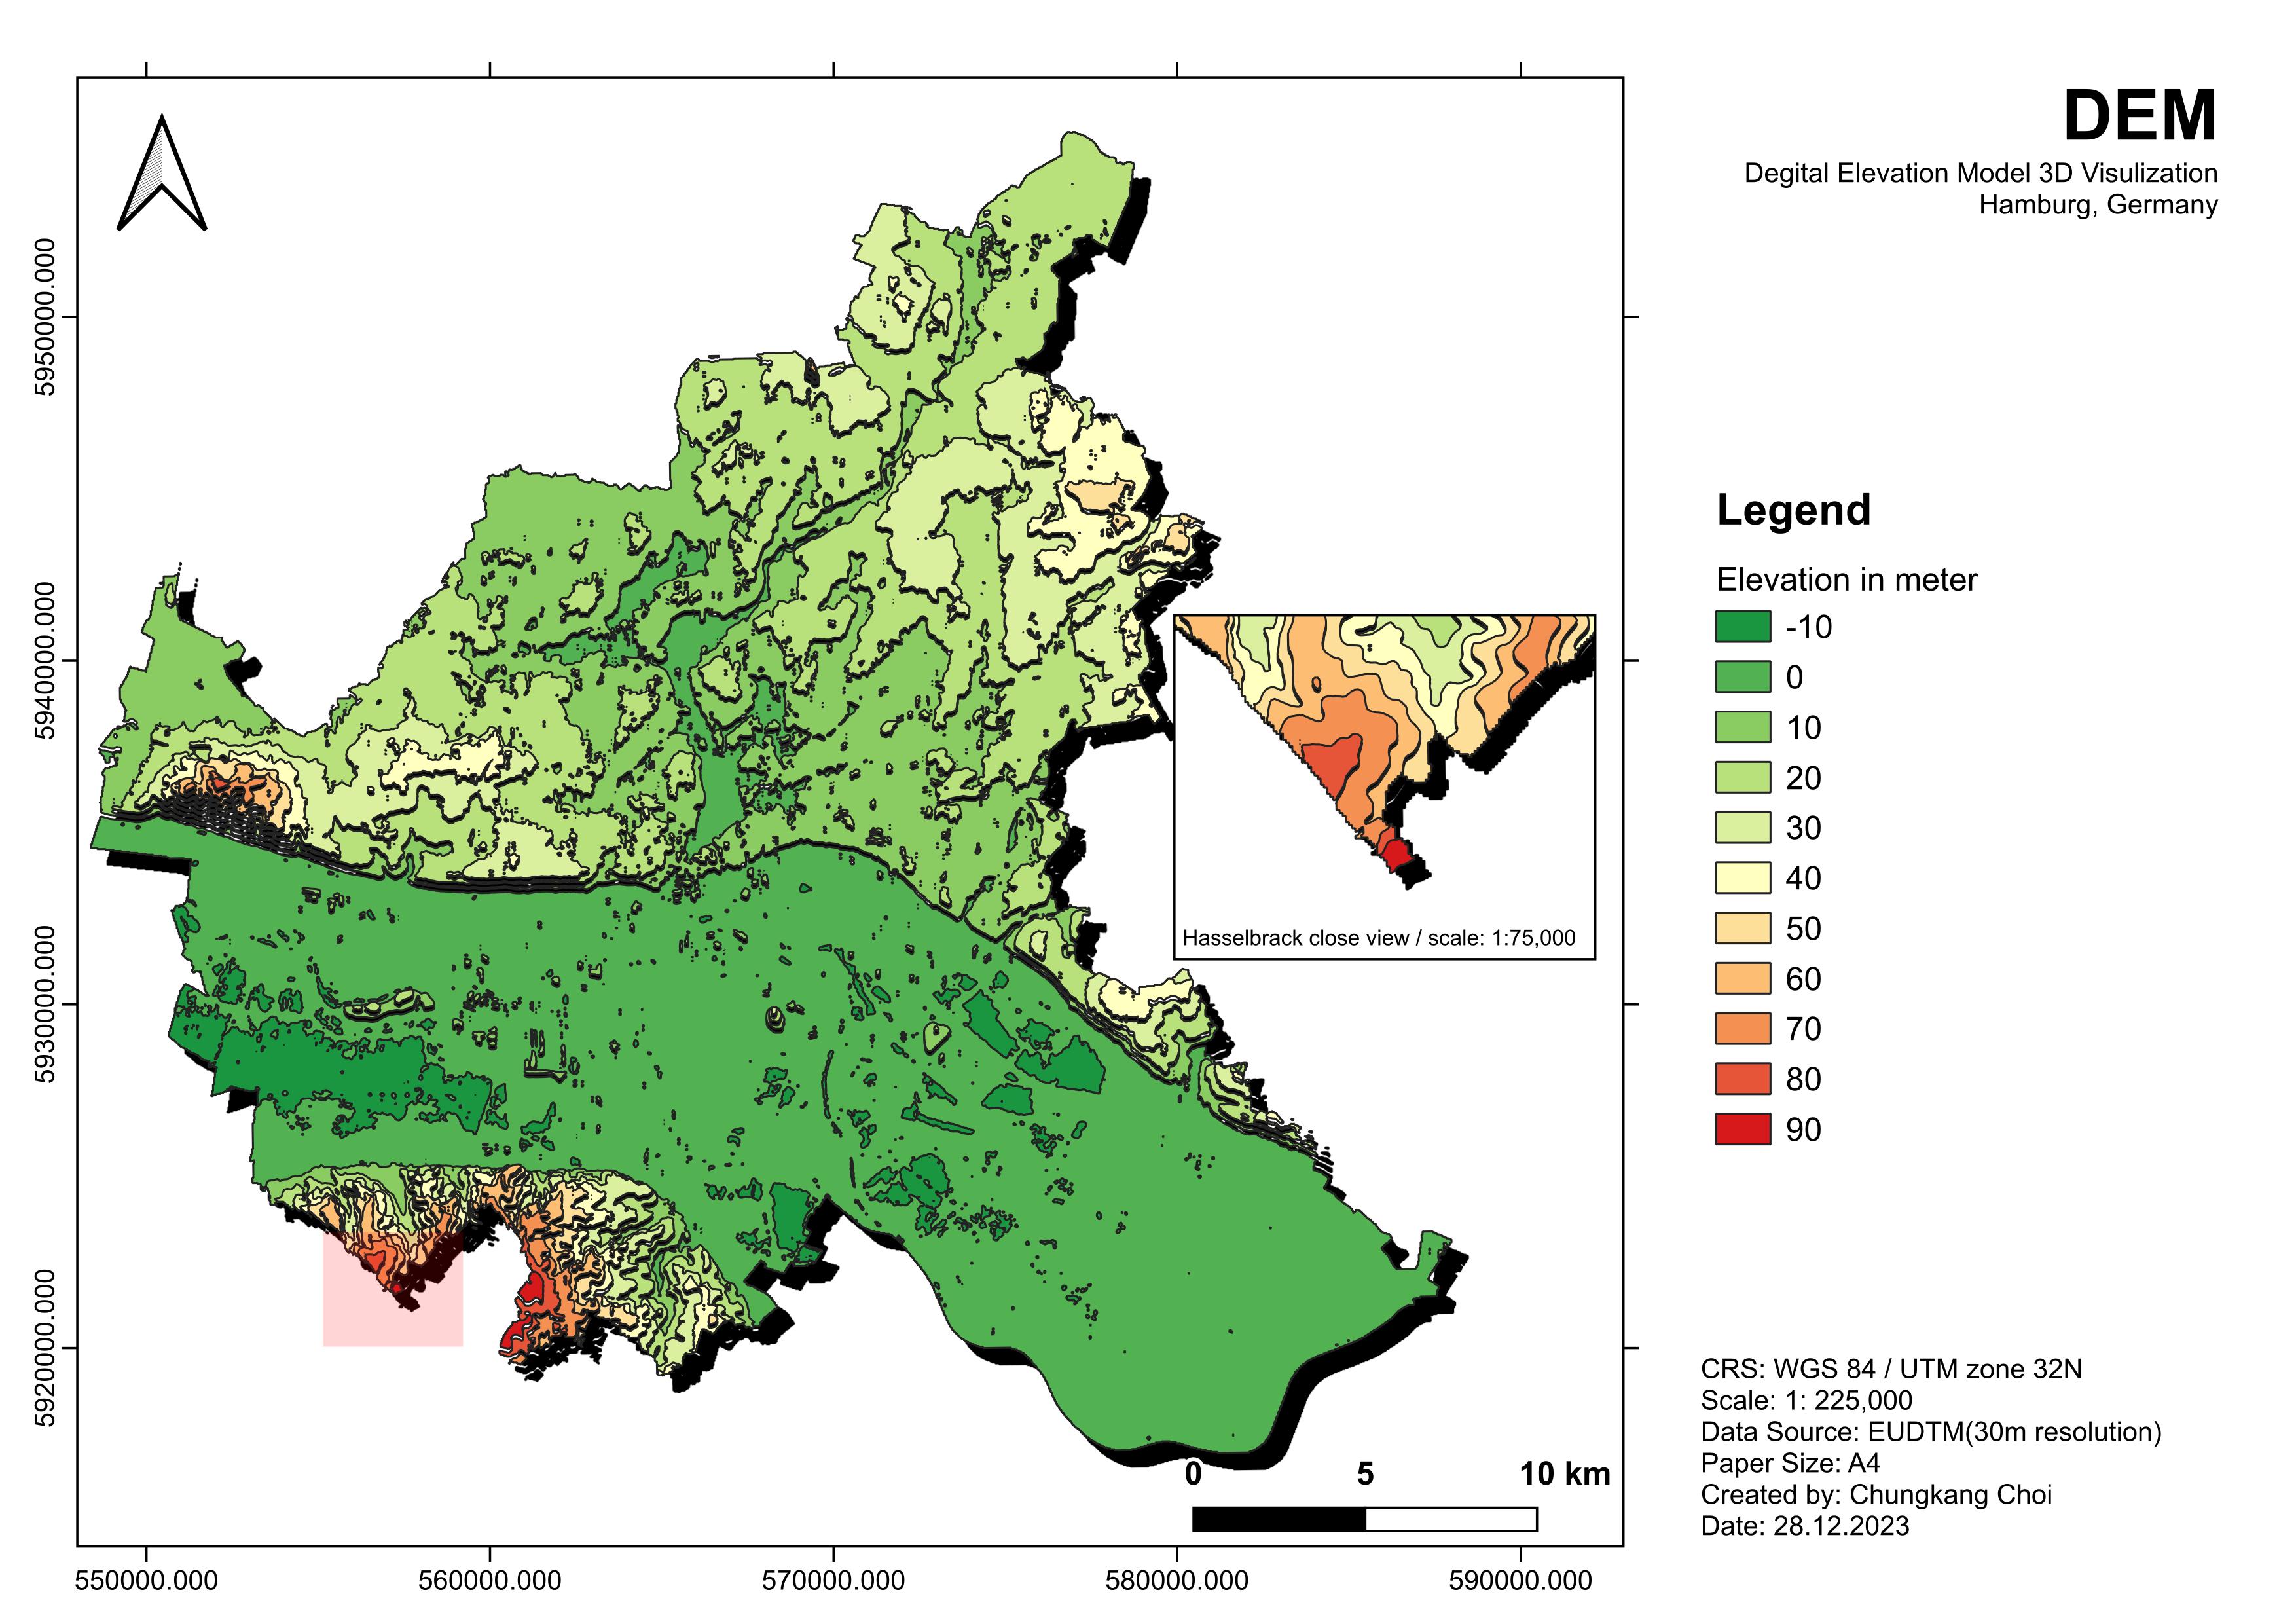 DEM
Degital Elevation Model 3D Visulization
Hamburg, Germany
5950000.000
5940000.000
5930000.000
5920000.000
550000.000
560000.000
570000.000
580000.000
590000.000
Hasselbrack close view / scale: 1:75,000
0
5
10 km
Legend
Elevation in meter
-10
0
10
20
30
40
50
60
70
80
90
CRS: WGS 84 / UTM zone 32N
Scale: 1: 225,000
Data Source: EUDTM(30m resolution)
Paper Size: A4
Created by: Chungkang Choi
Date: 28.12.2023